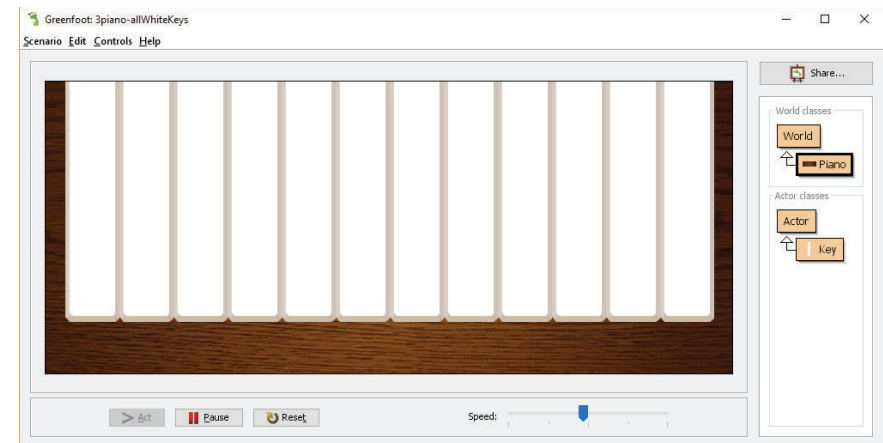 Greenfoot: 3piano-allWhiteKeys
Scenario Edit Controls Help
Share...
World classes
World
Piano
Actor classes
Actor
Key
Act Pause Reset Speed: